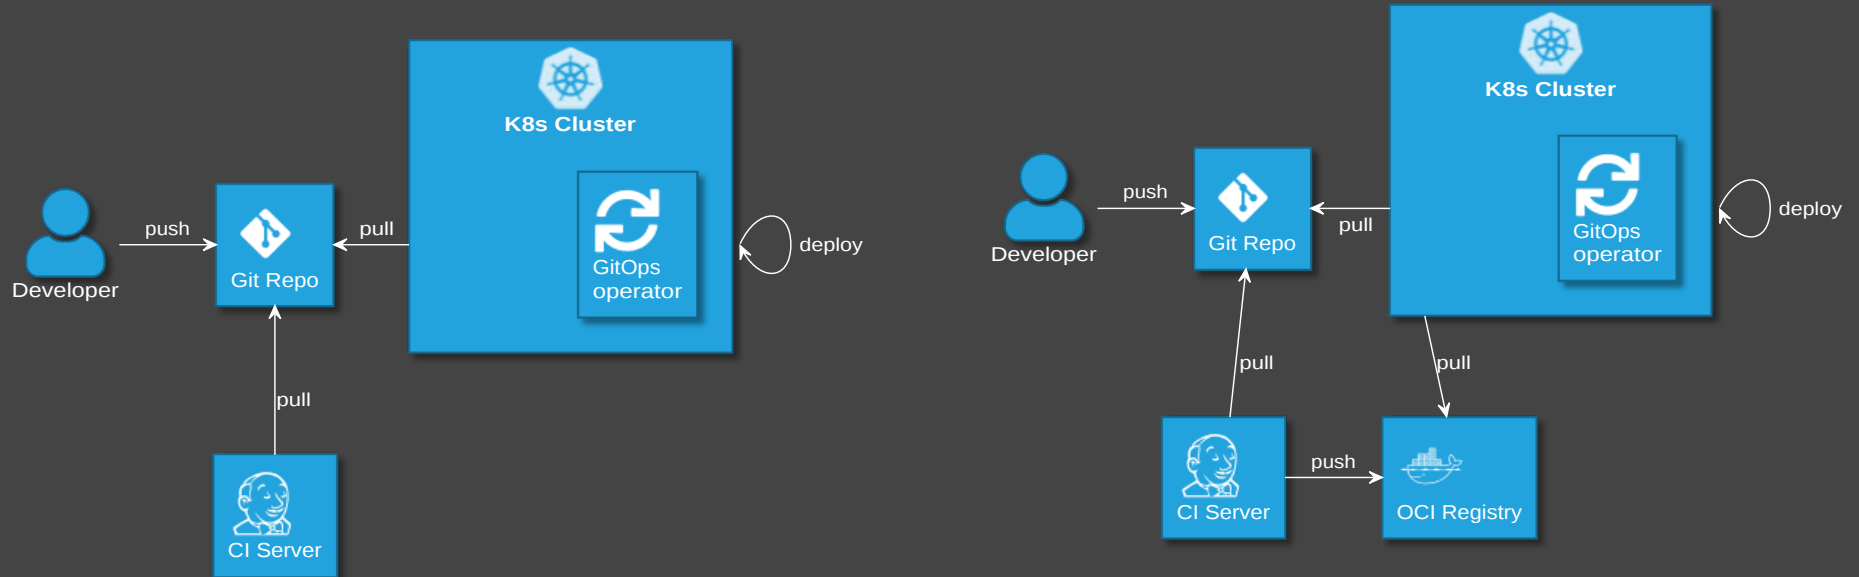 K8s Cluster
push
pull
deploy
Developer
Git Repo
GitOps
operator
pull
CI Server
K8s Cluster
push
pull
deploy
Developer
Git Repo
GitOps
operator
pull
pull
push
CI Server
OCI Registry